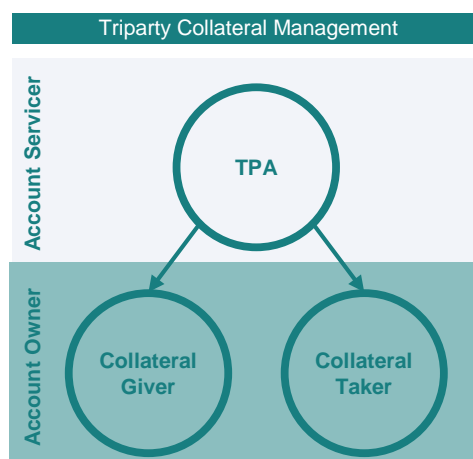 Triparty Collateral Management
Account Servicer
TPA
Account Owner
Collateral
Giver
Collateral
Taker